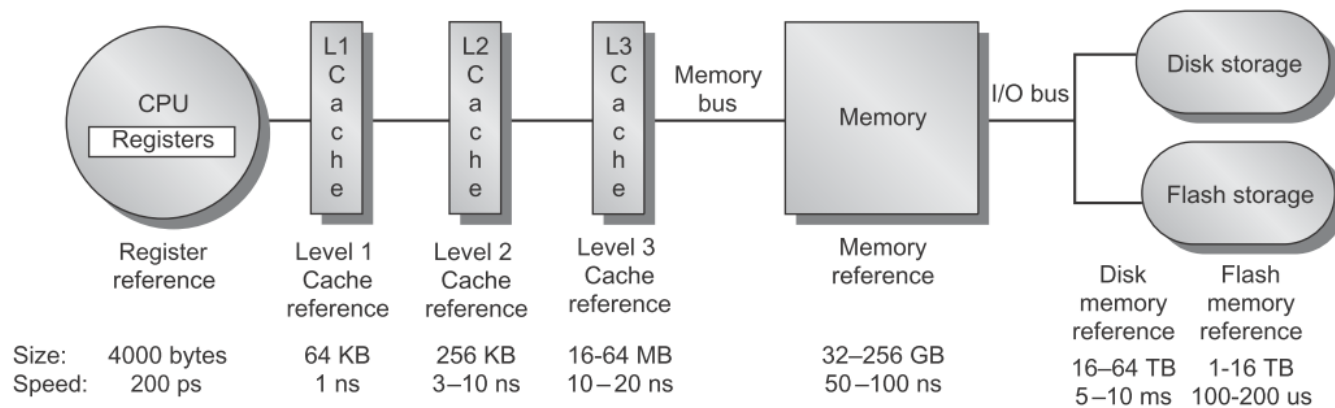 CPU
Registers
L1
C
a
c
h
e
L2
C
a
c
h
e
L3
C
a
c
h
e
Memory
bus
Memory
I/O bus
Disk storage
Flash storage
Register
reference
Level 1
Cache
reference
Level 2
Cache
reference
Level 3
Cache
reference
Memory
reference
Disk
memory
reference
Flash
memory
reference
Size: 4000 bytes 64 KB 256 KB 16-64 MB 32–256 GB 16–64 TB 1-16 TB
Speed: 200 ps 1 ns 3–10 ns 10–20 ns 50–100 ns 5–10 ms 100-200 us